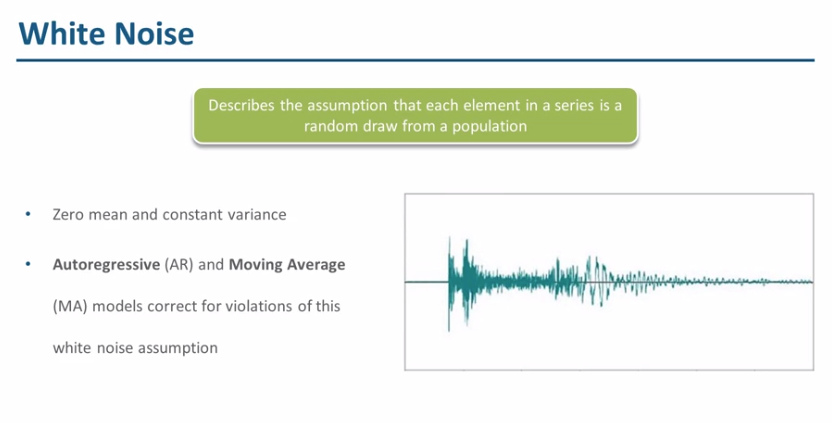 White Noise
Describes the assumption that each element in a series is a
random draw from a population
• Zero mean and constant variance
• Autoregressive (AR) and Moving Average
(MA) models correct for violations of this
white noise assumption